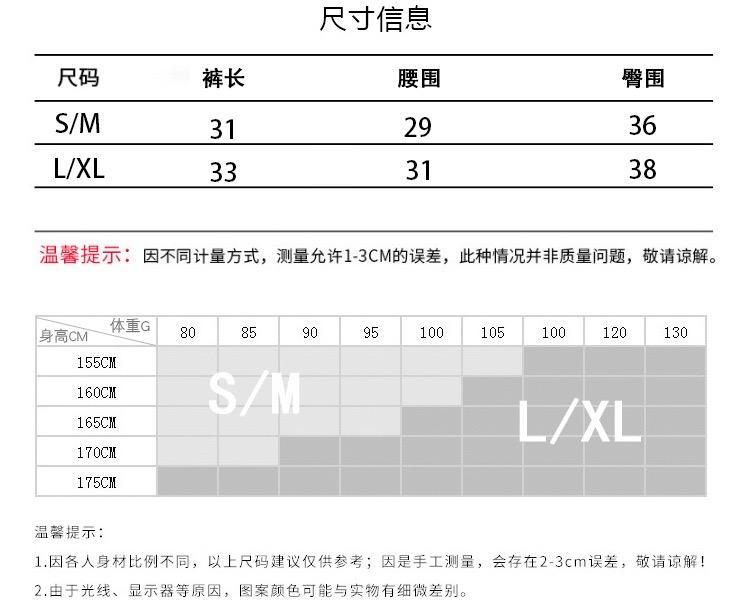 尺寸信息
尺码 裤长 腰围 臀围
S/M 31 29 36
L/XL 33 31 38
温馨提示：因不同计量方式，测量允许1-3CM的误差，此种情况并非质量问题，敬请谅解。
体重G
身高CM 80 85 90 95 100 105 100 120 130
155CM
160CM
S/M
165CM
L/XL
170CM
175CM
温馨提示：
1.因各人身材比例不同，以上尺码建议仅供参考；因是手工测量，会存在2-3cm误差，敬请谅解！
2.由于光线、显示器等原因，图案颜色可能与实物有细微差别。